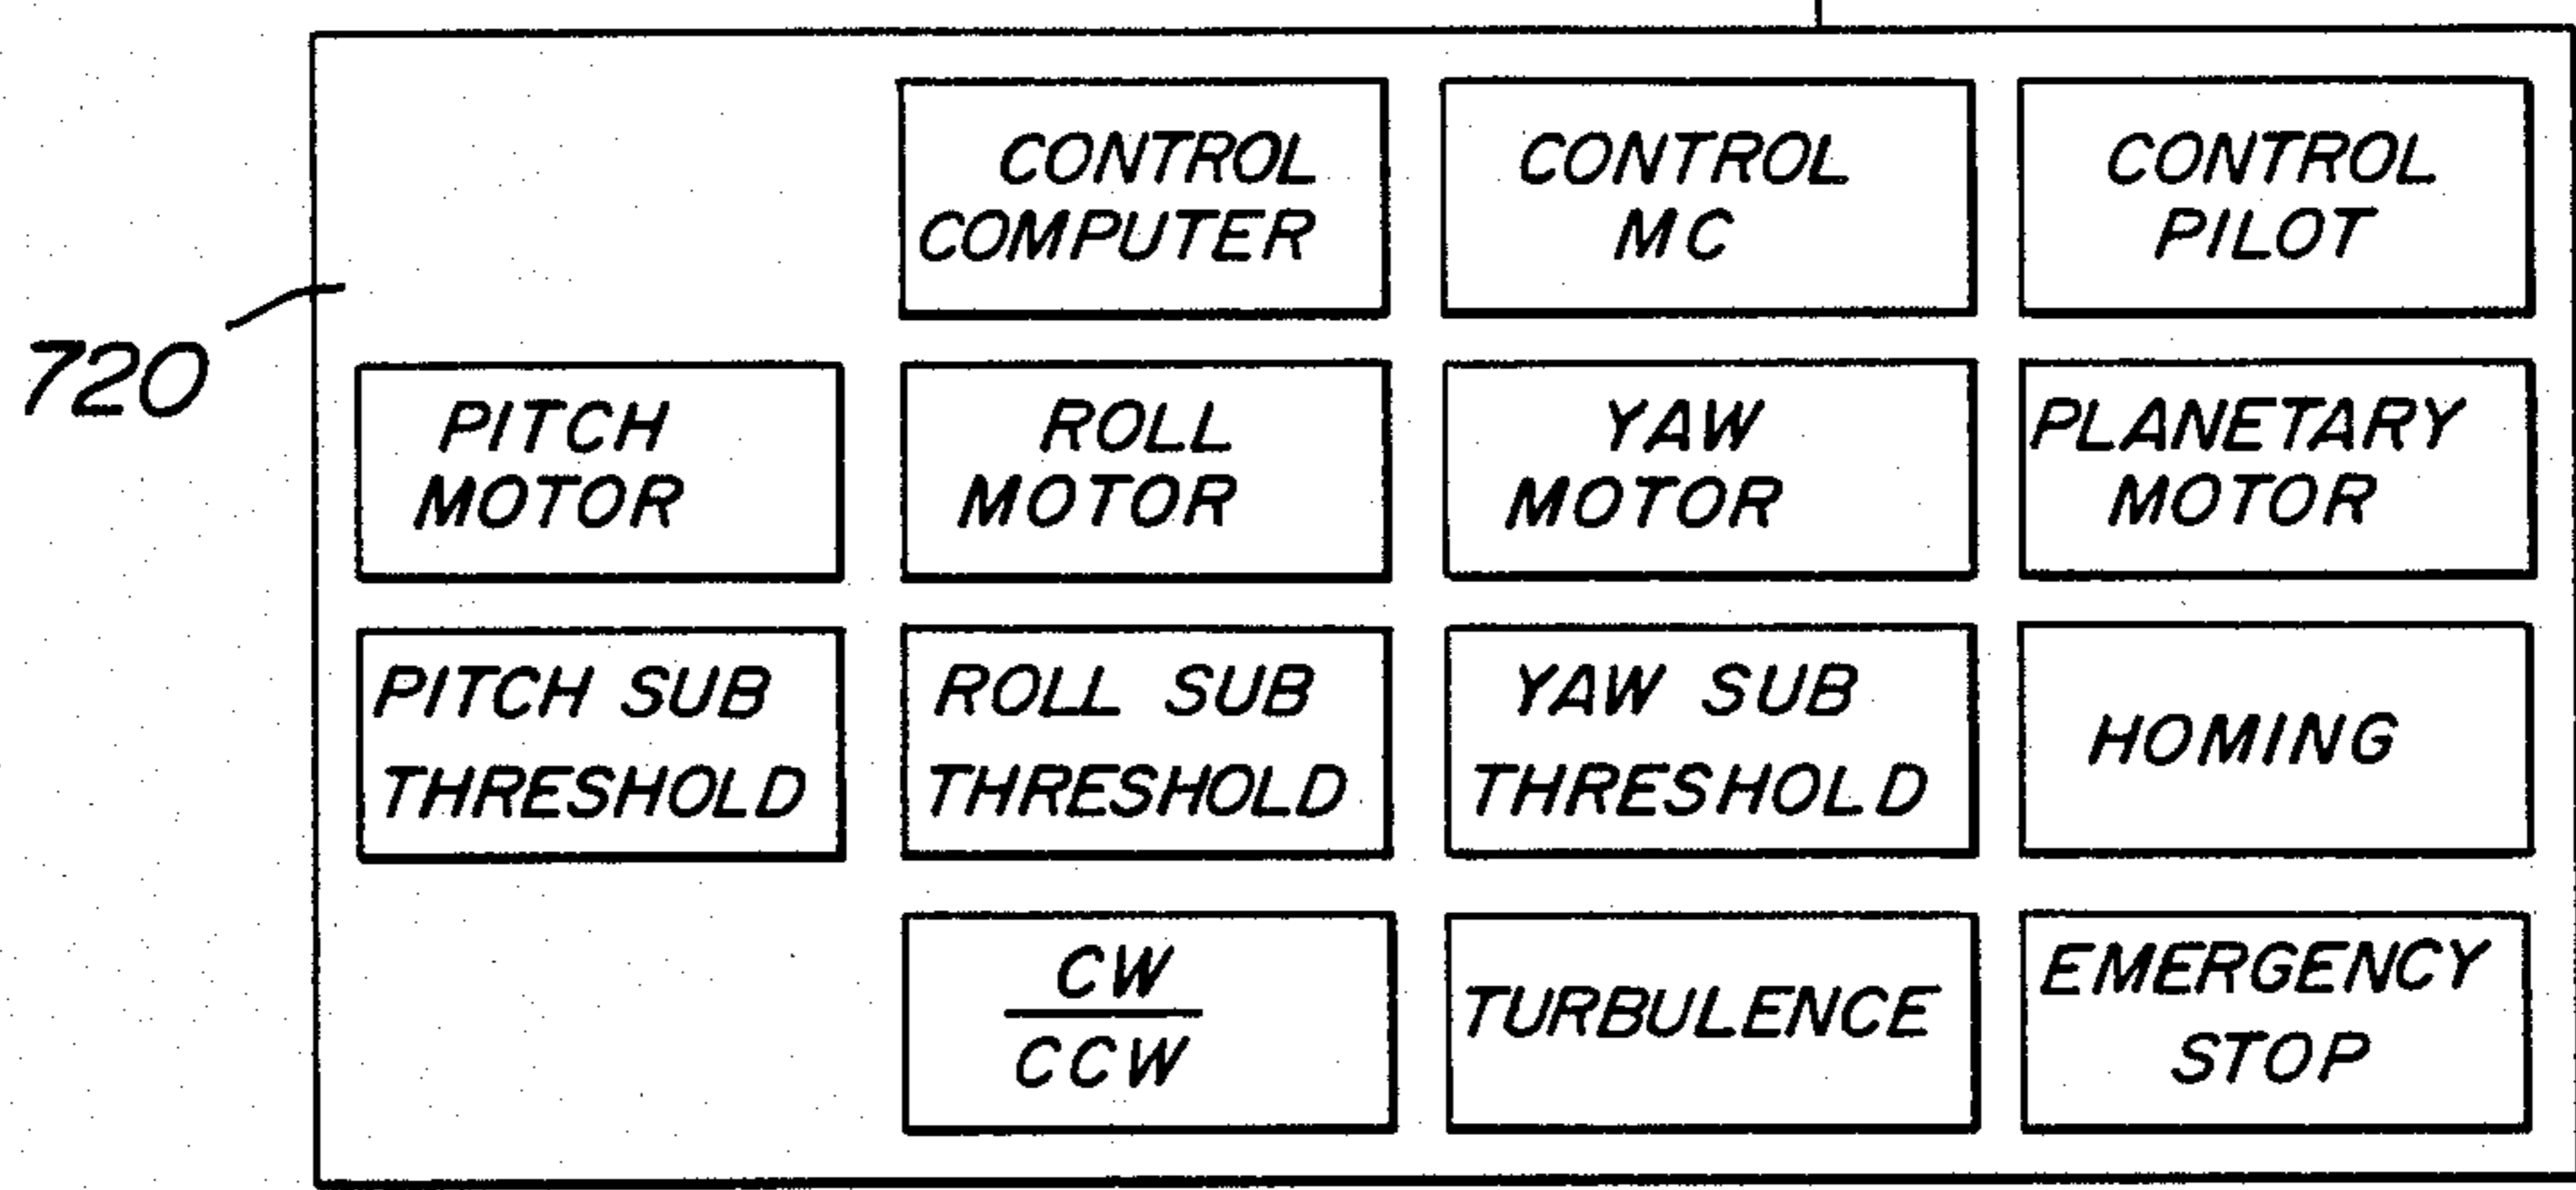 CONTROL
COMPUTER
CONTROL
MC
CONTROL
PILOT
720
PITCH
MOTOR
ROLL
MOTOR
YAW
MOTOR
PLANETARY
MOTOR
PITCH SUB
THRESHOLD
ROLL SUB
THRESHOLD
YAW SUB
THRESHOLD
HOMING
CW
CCW
TURBULENCE
EMERGENCY
STOP